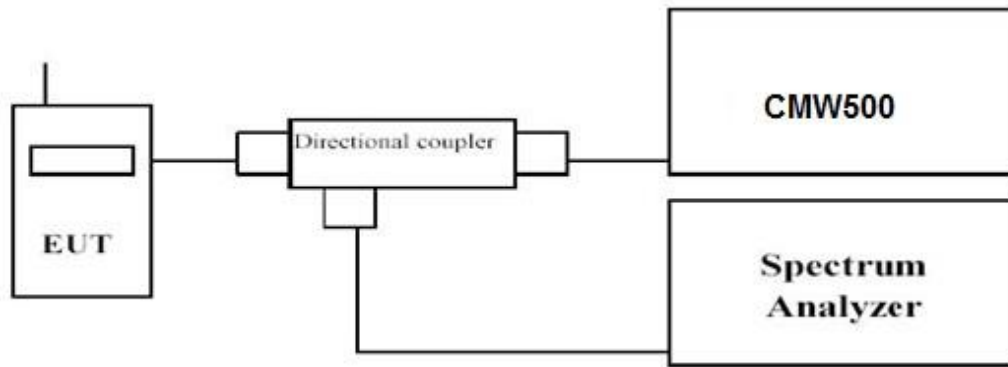 EUT
Directional coupler
CMW500
Spectrum
Analyzer